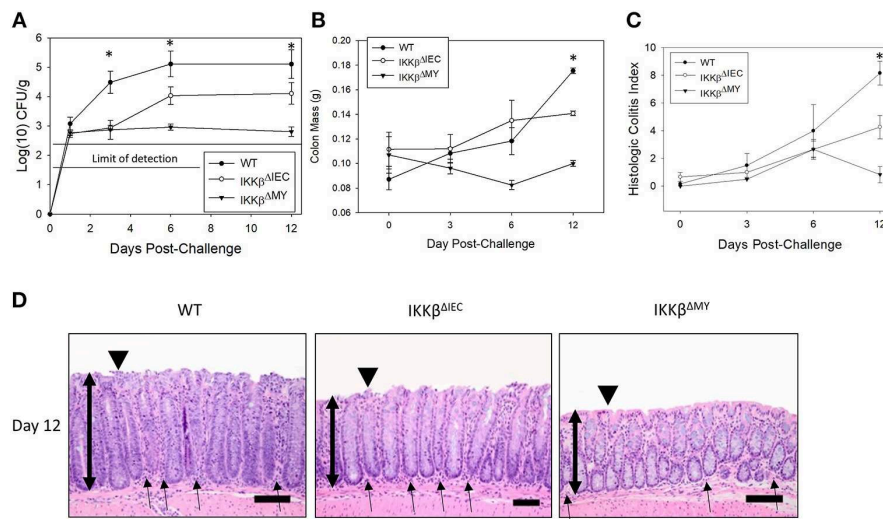 A
Log(10) CFU/g
6
5
4
3
2
1
0
*
*
*
Limit of detection
WT
IKKβΔIEC
IKKβΔMY
0 2 4 6 8 10 12
Days Post-Challenge
B
Colon Mass (g)
0.20
0.18
0.16
0.14
0.12
0.10
0.08
0.06
WT
IKKβΔIEC
IKKβΔMY
*
0 3 6 12
Day Post-Challenge
C
Histologic Colitis Index
10
8
6
4
2
0
WT
IKKβΔIEC
IKKβΔMY
*
0 3 6 12
Days Post-Challenge
D
WT IKKβΔIEC IKKβΔMY
Day 12